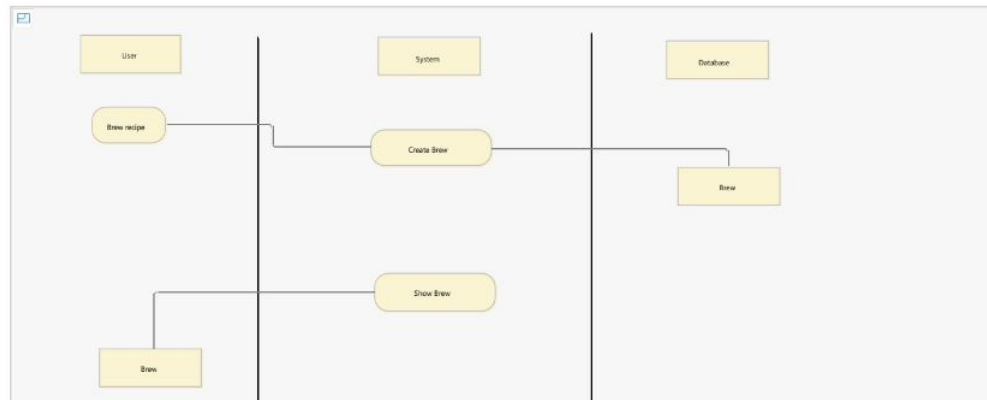 User
System
Database
Brew recipe
Create Brew
Brew
Show Brew
Brew